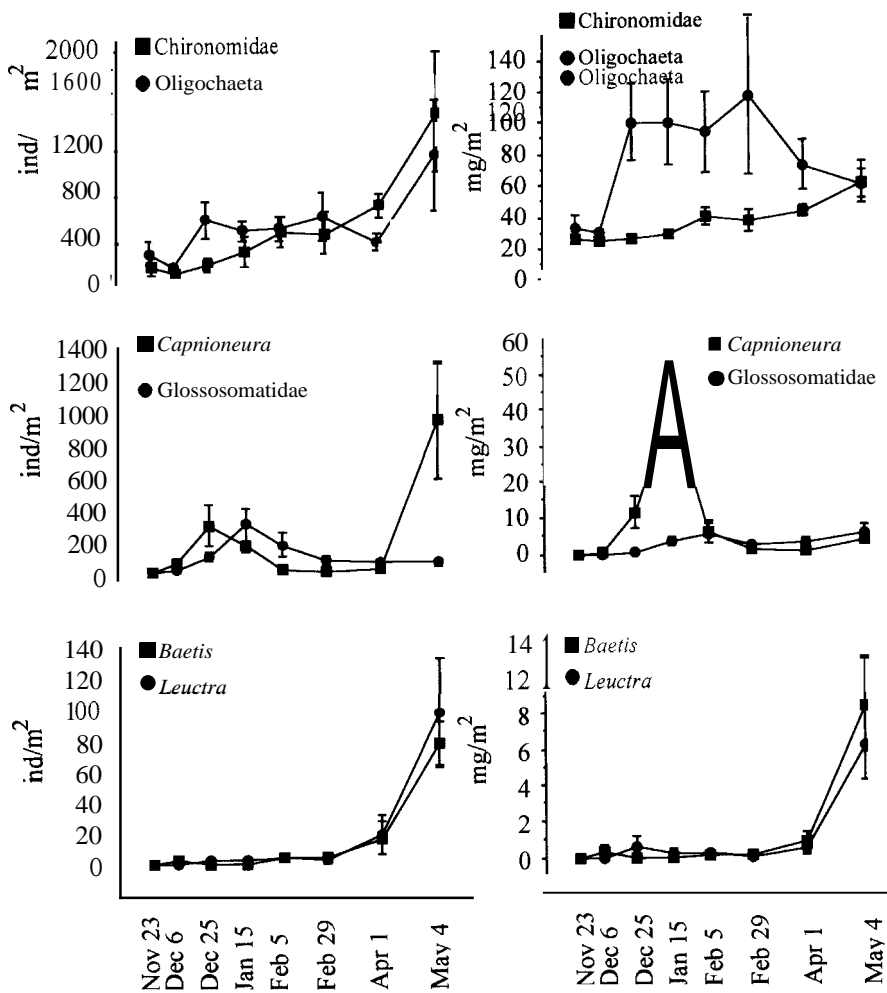 2000
m2
1600
ind/
1200
800
400
0
Chironomidae
Oligochaeta
mg/m2
140
120
100
100
80
60
40
20
0
Chironomidae
Oligochaeta
Oligochaeta
ind/m2
1400
1200
1000
800
600
400
200
0
Capnioneura
Glossosomatidae
mg/m2
60
50
40
30
20
10
0
Capnioneura
Glossosomatidae
A
ind/m2
140
120
100
80
60
40
20
0
Baetis
Leuctra
mg/m2
14
12
8
6
4
2
0
Baetis
Leuctra
Nov 23
Dec 6
Dec 25
Jan 15
Feb 5
Feb 29
Apr 1
May 4
Nov 23
Dec 6
Dec 25
Jan 15
Feb 5
Feb 29
Apr 1
May 4